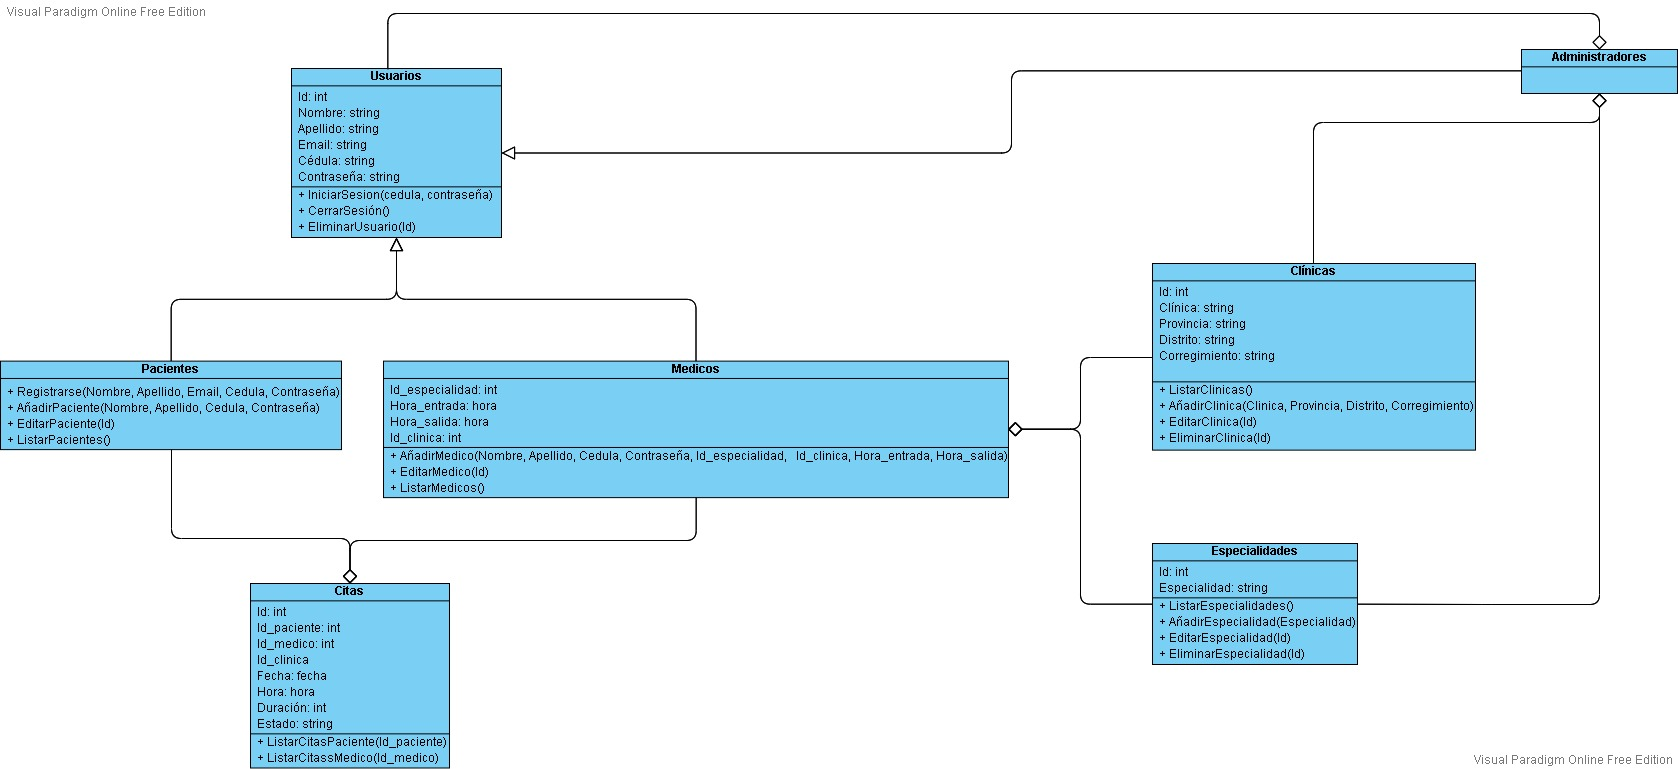 Visual Paradigm Online Free Edition
Administradores
Usuarios
Id: int
Nombre: string
Apellido: string
Email: string
Cédula: string
Contraseña: string
+ IniciarSesion(cedula, contraseña)
+ CerrarSesión()
+ EliminarUsuario(Id)
Clínicas
Id: int
Clínica: string
Provincia: string
Distrito: string
Corregimiento: string
+ ListarClinicas()
+ AñadirClinica(Clinica, Provincia, Distrito, Corregimiento)
+ EditarClinica(Id)
+ EliminarClinica(Id)
Pacientes
+ Registrarse(Nombre, Apellido, Email, Cedula, Contraseña)
+ AñadirPaciente(Nombre, Apellido, Cedula, Contraseña)
+ EditarPaciente(Id)
+ ListarPacientes()
Medicos
Id_especialidad: int
Hora_entrada: hora
Hora_salida: hora
Id_clinica: int
+ AñadirMedico(Nombre, Apellido, Cedula, Contraseña, Id_especialidad, Id_clinica, Hora_entrada, Hora_salida)
+ EditarMedico(Id)
+ ListarMedicos()
Especialidades
Id: int
Especialidad: string
+ ListarEspecialidades()
+ AñadirEspecialidad(Especialidad)
+ EditarEspecialidad(Id)
+ EliminarEspecialidad(Id)
Citas
Id: int
Id_paciente: int
Id_medico: int
Id_clinica
Fecha: fecha
Hora: hora
Duración: int
Estado: string
+ ListarCitasPaciente(Id_paciente)
+ ListarCitassMedico(Id_medico)
Visual Paradigm Online Free Edition